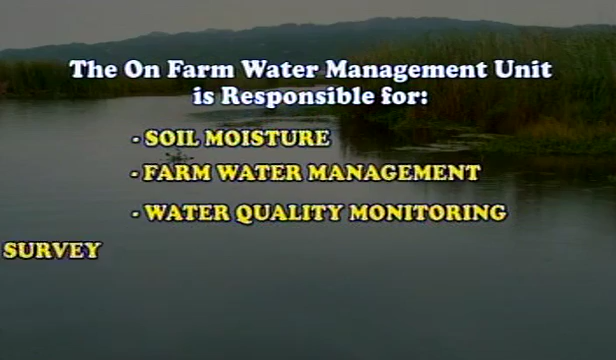 The On Farm Water Management Unit
is Responsible for:
- SOIL MOISTURE
- FARM WATER MANAGEMENT
- WATER QUALITY MONITORING
SURVEY